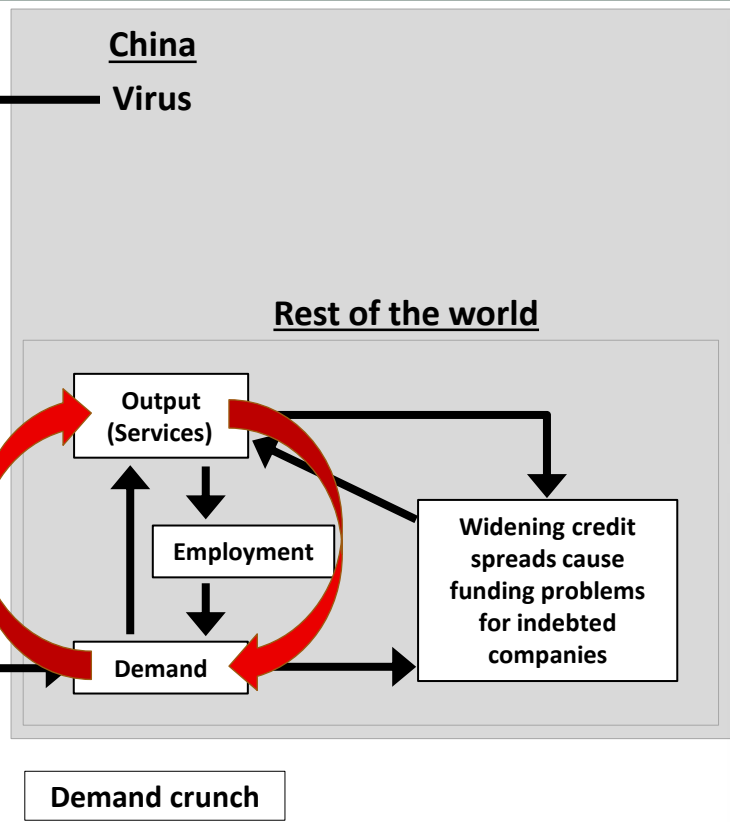 China
Virus
Rest of the world
Output
(Services)
Employment
Demand
Widening credit
spreads cause
funding problems
for indebted
companies
Demand crunch